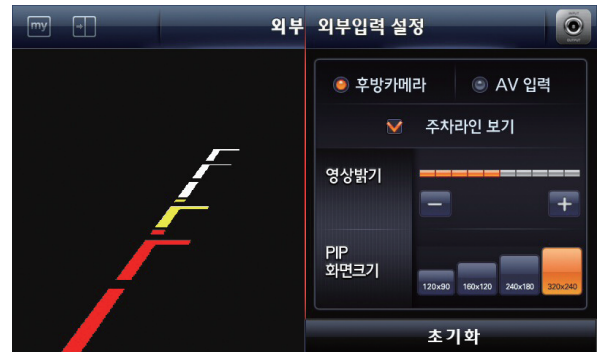 my
외부
외부입력 설정
후방카메라
AV 입력
주차라인 보기
영상밝기
PIP
화면크기
120x90
160x120
240x180
320x240
초기화